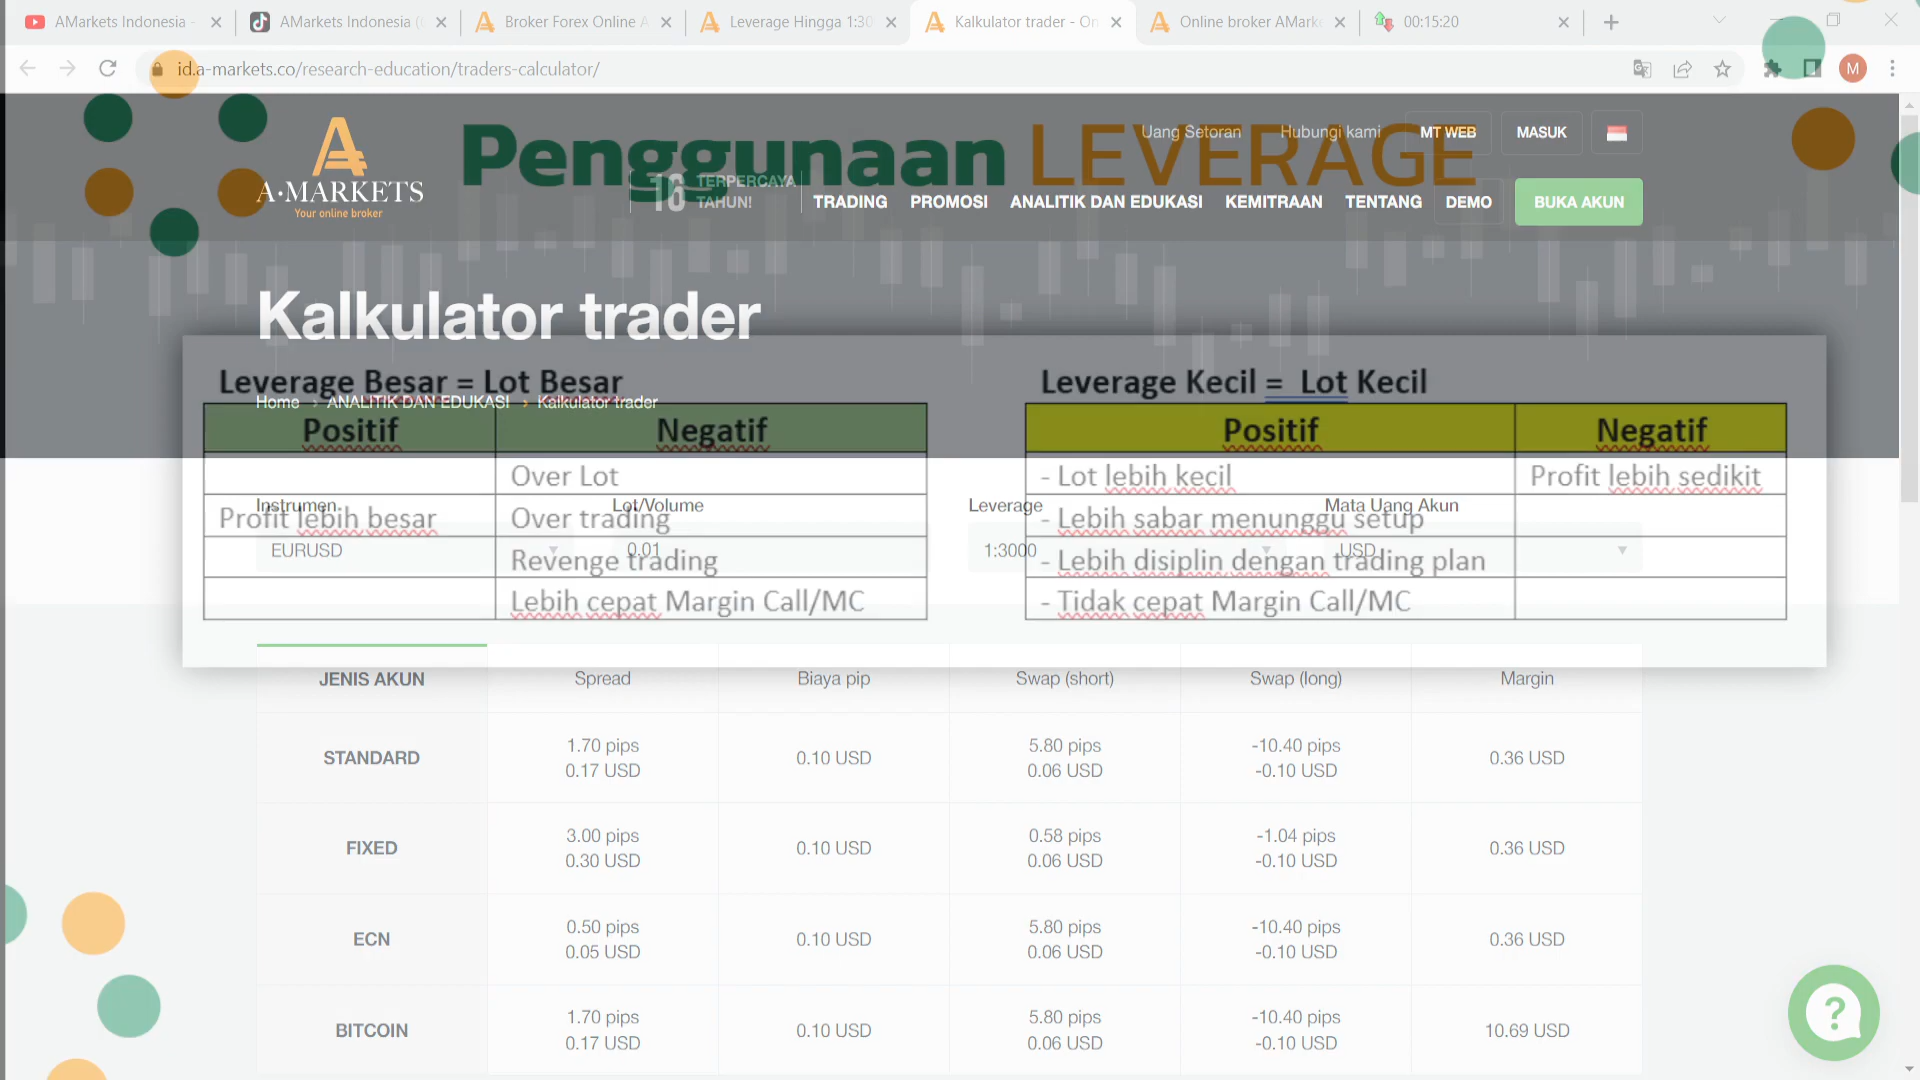 AMarkets Indonesia -
AMarkets Indonesia (
Broker Forex Online A
Leverage Hingga 1:30
Kalkulator trader - On
Online broker AMark
00:15:20
id.a-markets.co/research-education/traders-calculator/
M
Penggunaan LEVERAGE
Uang Setoran
Hubungi kami
MT WEB
MASUK
A·MARKETS
Your online broker
16 TERPERCAYA
TAHUN!
TRADING
PROMOSI
ANALITIK DAN EDUKASI
KEMITRAAN
TENTANG
DEMO
BUKA AKUN
Kalkulator trader
Home › ANALITIK DAN EDUKASI › Kalkulator trader
Leverage Besar = Lot Besar
Positif Negatif
Over Lot
Profit lebih besar Over trading
Revenge trading
Lebih cepat Margin Call/MC
Leverage Kecil = Lot Kecil
Positif Negatif
- Lot lebih kecil Profit lebih sedikit
- Lebih sabar menunggu setup
- Lebih disiplin dengan trading plan
- Tidak cepat Margin Call/MC
Instrumen Lot/Volume Leverage Mata Uang Akun
EURUSD 0.01 1:3000 USD
JENIS AKUN Spread Biaya pip Swap (short) Swap (long) Margin
STANDARD 1.70 pips 0.10 USD 5.80 pips -10.40 pips 0.36 USD
0.17 USD 0.06 USD -0.10 USD
FIXED 3.00 pips 0.10 USD 0.58 pips -1.04 pips 0.36 USD
0.30 USD 0.06 USD -0.10 USD
ECN 0.50 pips 0.10 USD 5.80 pips -10.40 pips 0.36 USD
0.05 USD 0.06 USD -0.10 USD
BITCOIN 1.70 pips 0.10 USD 5.80 pips -10.40 pips 10.69 USD
0.17 USD 0.06 USD -0.10 USD
?